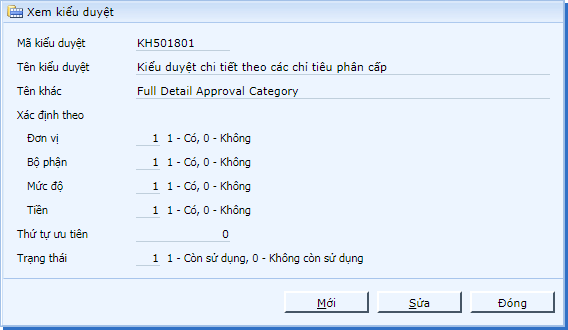 Xem kiểu duyệt
Mã kiểu duyệt KH501801
Tên kiểu duyệt Kiểu duyệt chi tiết theo các chỉ tiêu phân cấp
Tên khác Full Detail Approval Category
Xác định theo
Đơn vị 1 1 - Có, 0 - Không
Bộ phận 1 1 - Có, 0 - Không
Mức độ 1 1 - Có, 0 - Không
Tiền 1 1 - Có, 0 - Không
Thứ tự ưu tiên 0
Trạng thái 1 1 - Còn sử dụng, 0 - Không còn sử dụng
Mới Sửa Đóng